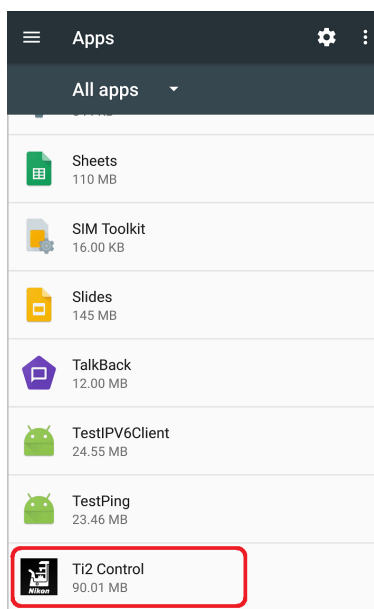 Apps
All apps
Sheets
110 MB
SIM Toolkit
16.00 KB
Slides
145 MB
TalkBack
12.00 MB
TestIPV6Client
24.55 MB
TestPing
23.46 MB
Ti2 Control
90.01 MB
Nikon